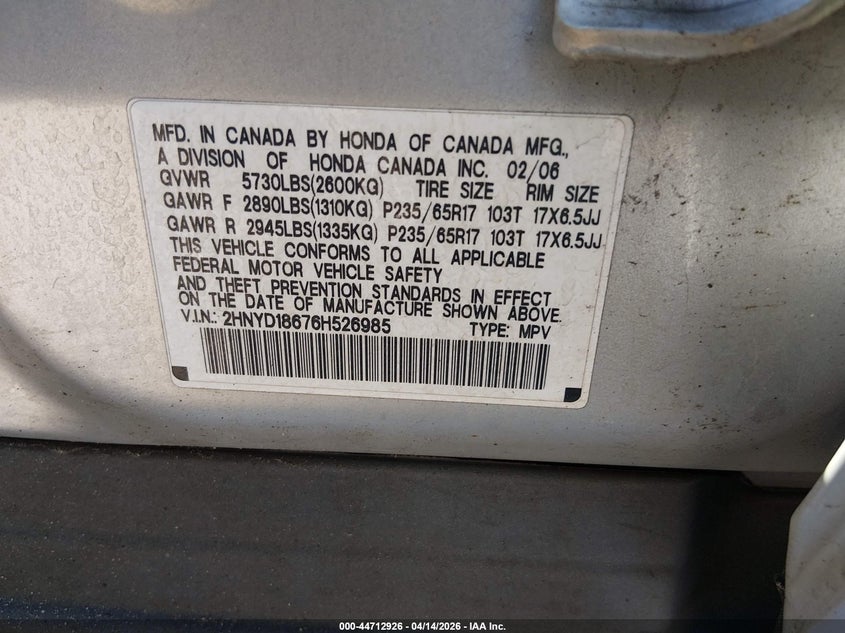 MFD. IN CANADA BY HONDA OF CANADA MFG.,
A DIVISION OF HONDA CANADA INC. 02/06
GVWR 5730LBS(2600KG) TIRE SIZE RIM SIZE
GAWR F 2890LBS(1310KG) P235/65R17 103T 17X6.5JJ
GAWR R 2945LBS(1335KG) P235/65R17 103T 17X6.5JJ
THIS VEHICLE CONFORMS TO ALL APPLICABLE
FEDERAL MOTOR VEHICLE SAFETY
AND THEFT PREVENTION STANDARDS IN EFFECT
ON THE DATE OF MANUFACTURE SHOWN ABOVE.
V.I.N.: 2HNYD18676H526985 TYPE: MPV
000-44712926 - 04/14/2026 - IAA Inc.